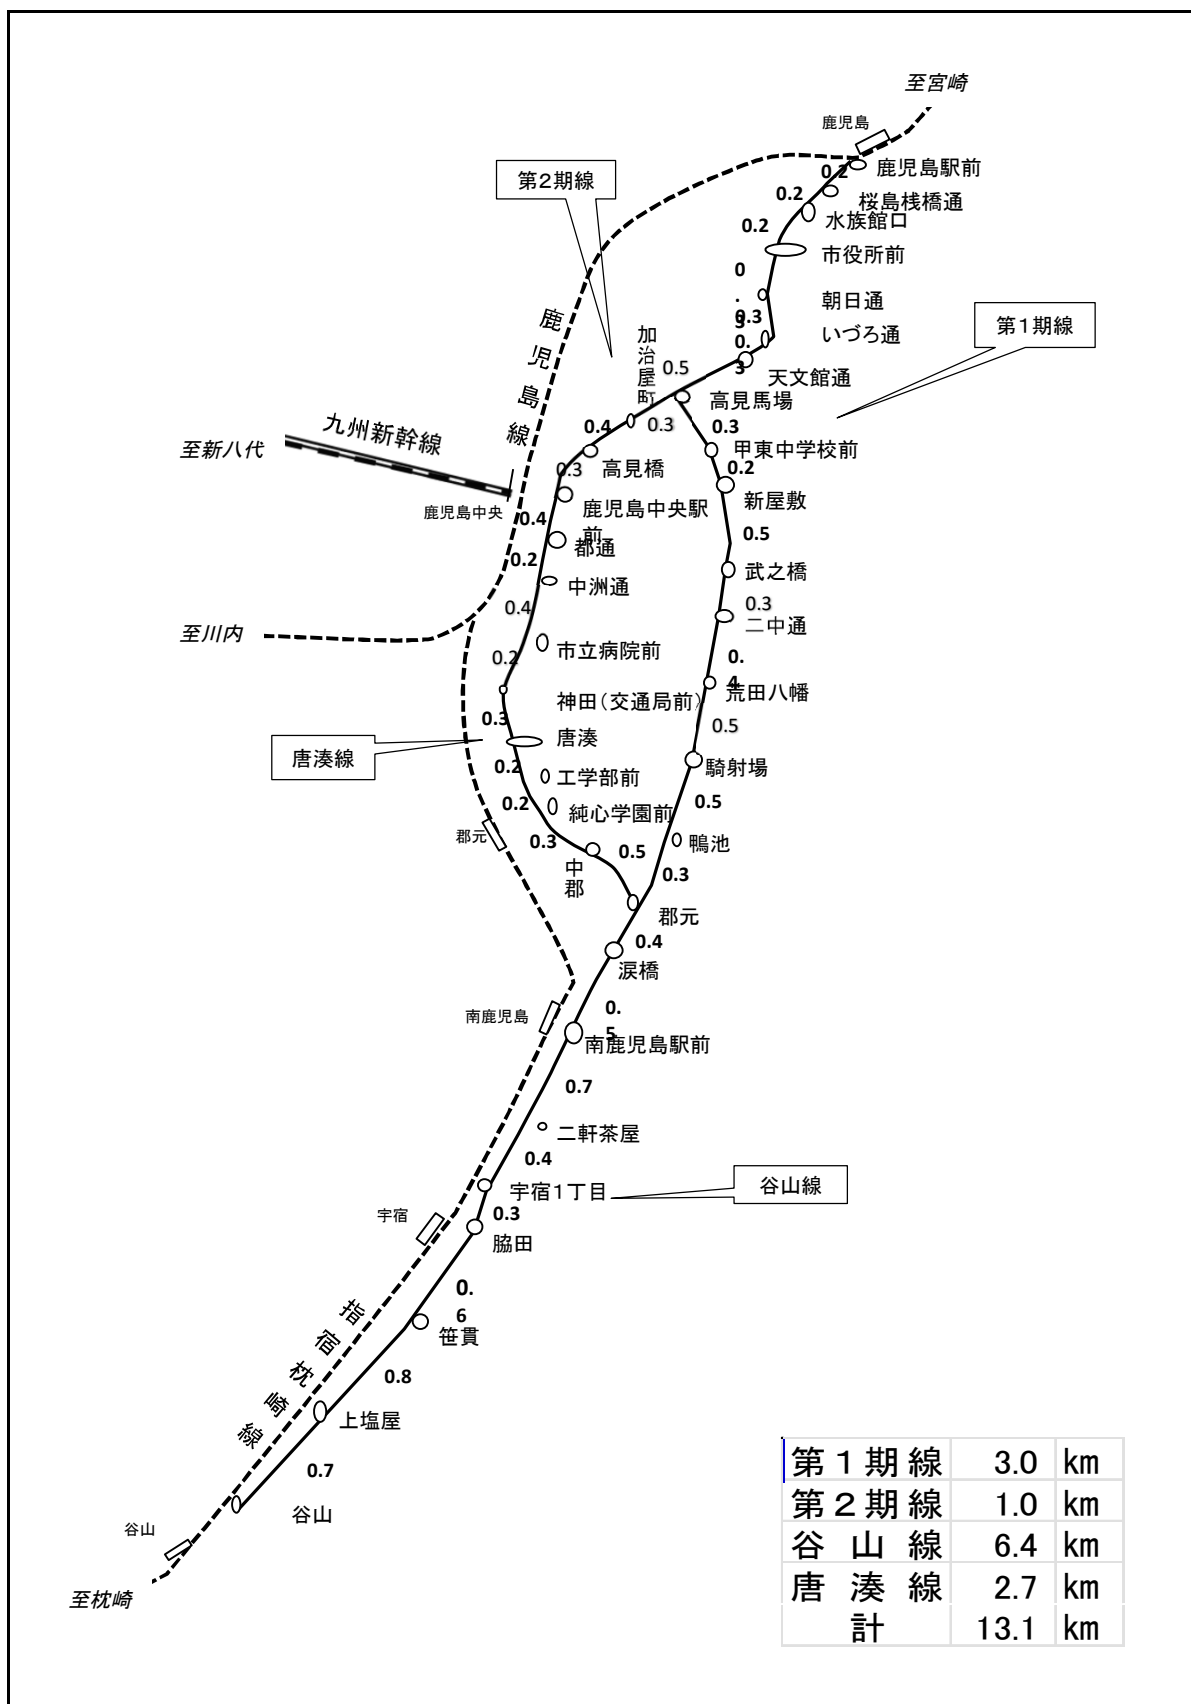 至宮崎
鹿児島
鹿児島駅前
0.2
桜島桟橋通
0.2
水族館口
0.2
市役所前
0.3
朝日通
0.3
いづろ通
0.3
天文館通
第2期線
第1期線
加治屋町
0.5
高見馬場
0.3
0.4
高見橋
0.3
鹿児島中央駅前
0.4
都通
0.2
中洲通
0.4
市立病院前
0.2
神田(交通局前)
0.3
唐湊
0.2
工学部前
0.2
純心学園前
0.3
中郡
0.5
0.3
甲東中学校前
0.2
新屋敷
0.5
武之橋
0.3
二中通
0.4
荒田八幡
0.5
騎射場
0.5
鴨池
0.3
郡元
0.4
涙橋
0.5
南鹿児島駅前
0.7
二軒茶屋
0.4
宇宿1丁目
0.3
脇田
0.6
笹貫
0.8
上塩屋
0.7
谷山
鹿児島線
九州新幹線
至新八代
鹿児島中央
至川内
唐湊線
郡元
南鹿児島
谷山線
宇宿
指宿枕崎線
谷山
至枕崎
第1期線 3.0 km
第2期線 1.0 km
谷山線 6.4 km
唐湊線 2.7 km
計 13.1 km